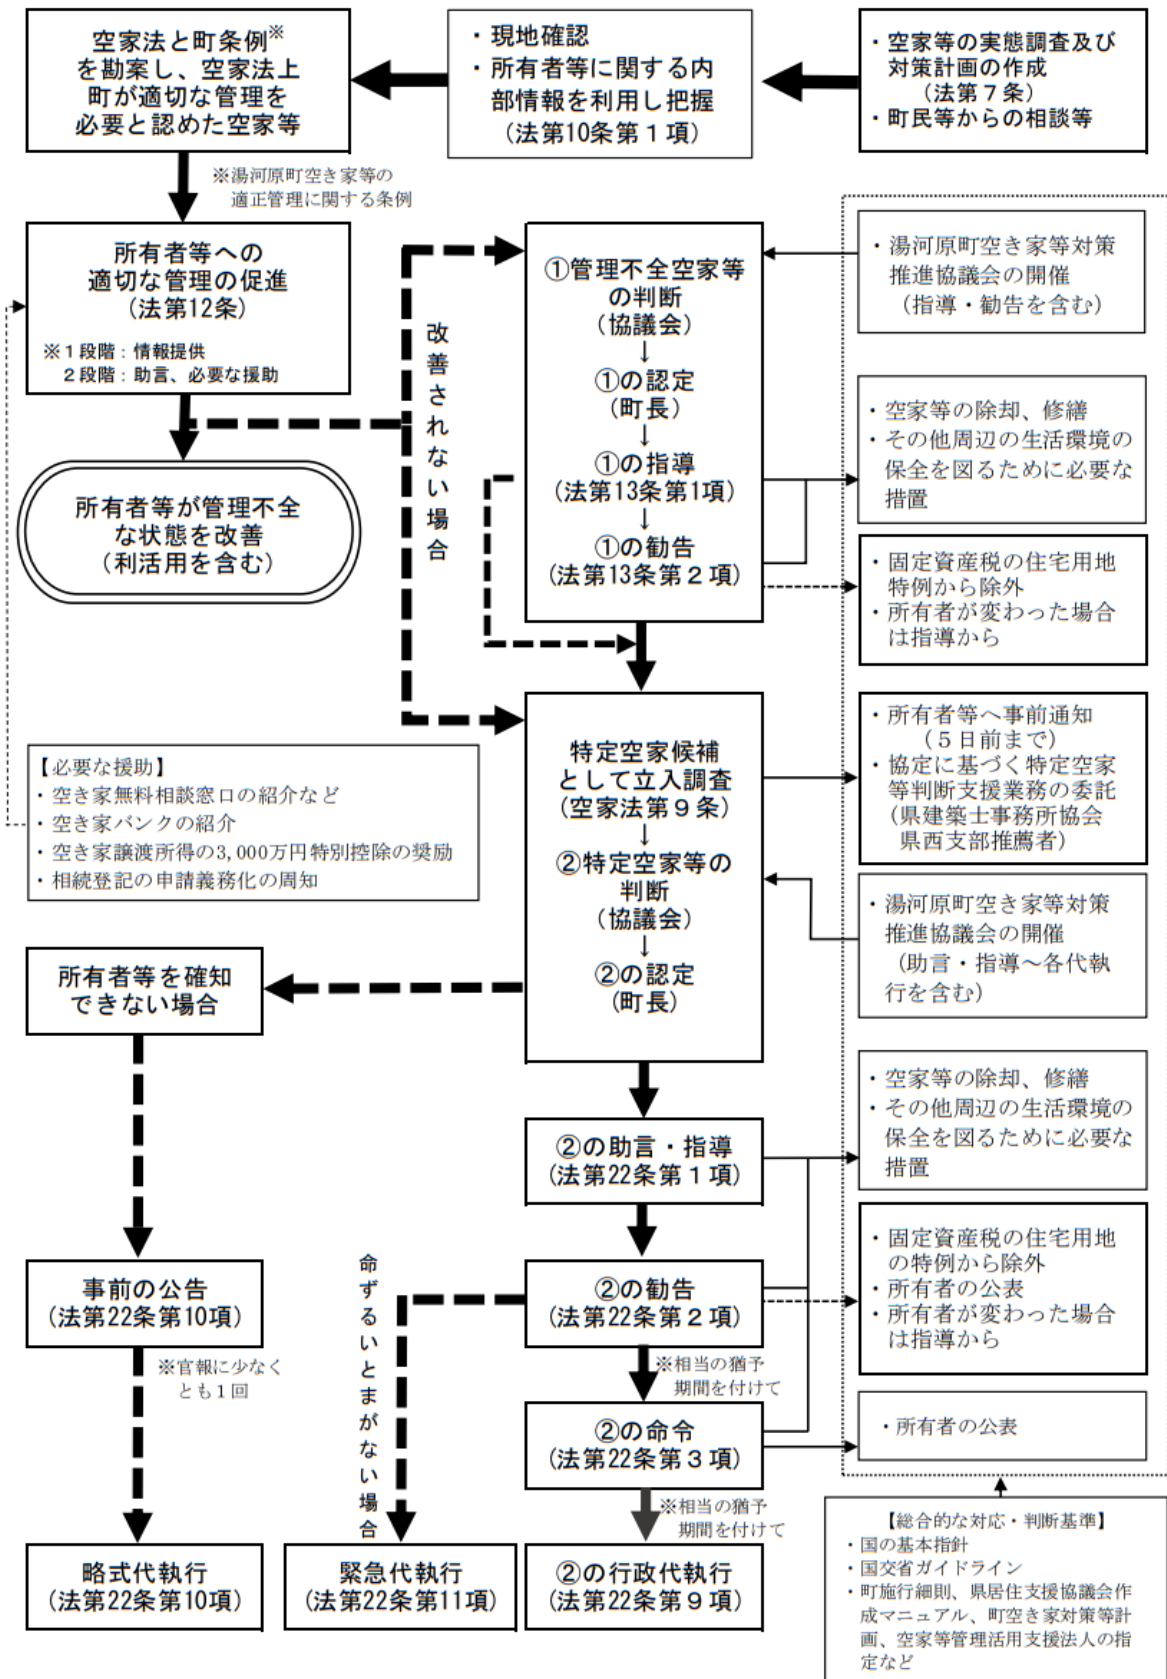 空家法と町条例※
を勘案し、空家法上
町が適切な管理を
必要と認めた空家等
・現地確認
・所有者等に関する内
部情報を利用し把握
(法第10条第１項)
・空家等の実態調査及び
対策計画の作成
(法第７条)
・町民等からの相談等
※湯河原町空き家等の
適正管理に関する条例
所有者等への
適切な管理の促進
(法第12条)
※１段階：情報提供
２段階：助言、必要な援助
改善されない場合
所有者等が管理不全
な状態を改善
(利活用を含む)
①管理不全空家等
の判断
(協議会)
↓
①の認定
(町長)
↓
①の指導
(法第13条第1項)
↓
①の勧告
(法第13条第２項)
・湯河原町空き家等対策
推進協議会の開催
(指導・勧告を含む)
・空家等の除却、修繕
・その他周辺の生活環境の
保全を図るために必要な
措置
・固定資産税の住宅用地
特例から除外
・所有者が変わった場合
は指導から
特定空家候補
として立入調査
(空家法第９条)
↓
②特定空家等の
判断
(協議会)
↓
②の認定
(町長)
・所有者等へ事前通知
(５日前まで)
・協定に基づく特定空家
等判断支援業務の委託
(県建築士事務所協会
県西支部推薦者)
【必要な援助】
・空き家無料相談窓口の紹介など
・空き家バンクの紹介
・空き家譲渡所得の3,000万円特別控除の奨励
・相続登記の申請義務化の周知
・湯河原町空き家等対策
推進協議会の開催
(助言・指導～各代執
行を含む)
所有者等を確知
できない場合
・空家等の除却、修繕
・その他周辺の生活環境の
保全を図るために必要な
措置
②の助言・指導
(法第22条第１項)
・固定資産税の住宅用地
の特例から除外
・所有者の公表
・所有者が変わった場合
は指導から
事前の公告
(法第22条第10項)
※官報に少なく
とも１回
命ずるいとまがない場合
②の勧告
(法第22条第２項)
※相当の猶予
期間を付けて
②の命令
(法第22条第３項)
・所有者の公表
※相当の猶予
期間を付けて
略式代執行
(法第22条第10項)
緊急代執行
(法第22条第11項)
②の行政代執行
(法第22条第９項)
【総合的な対応・判断基準】
・国の基本指針
・国交省ガイドライン
・町施行細則、県居住支援協議会作
成マニュアル、町空き家対策等計
画、空家等管理活用支援法人の指
定など